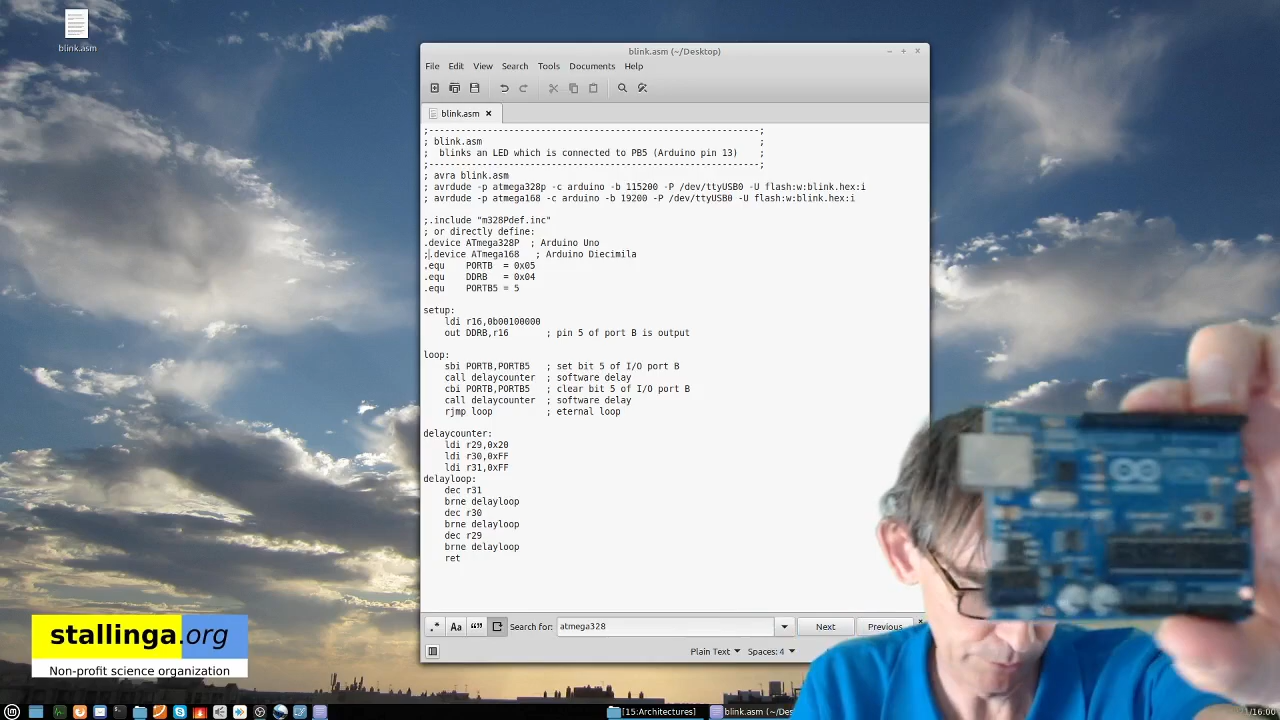 blink.asm
blink.asm (~/Desktop)
File Edit View Search Tools Documents Help
blink.asm
;--------------------------------------------------------------;
; blink.asm
;  blinks an LED which is connected to PB5 (Arduino pin 13)    ;
;--------------------------------------------------------------;
; avra blink.asm
; avrdude -p atmega328p -c arduino -b 115200 -P /dev/ttyUSB0 -U flash:w:blink.hex:i
; avrdude -p atmega168 -c arduino -b 19200 -P /dev/ttyUSB0 -U flash:w:blink.hex:i
;.include "m328Pdef.inc"
; or directly define:
.device ATmega328P  ; Arduino Uno
;.device ATmega168   ; Arduino Diecimila
.equ    PORTB  = 0x05
.equ    DDRB   = 0x04
.equ    PORTB5 = 5
setup:
    ldi r16,0b00100000
    out DDRB,r16       ; pin 5 of port B is output
loop:
    sbi PORTB,PORTB5   ; set bit 5 of I/O port B
    call delaycounter  ; software delay
    cbi PORTB,PORTB5   ; clear bit 5 of I/O port B
    call delaycounter  ; software delay
    rjmp loop          ; eternal loop
delaycounter:
    ldi r29,0x20
    ldi r30,0xFF
    ldi r31,0xFF
delayloop:
    dec r31
    brne delayloop
    dec r30
    brne delayloop
    dec r29
    brne delayloop
    ret
.* Aa “” Search for: atmega328 Next Previous
Plain Text Spaces: 4
stallinga.org
Non-profit science organization
[15:Architectures] blink.asm (~/Des 16:00